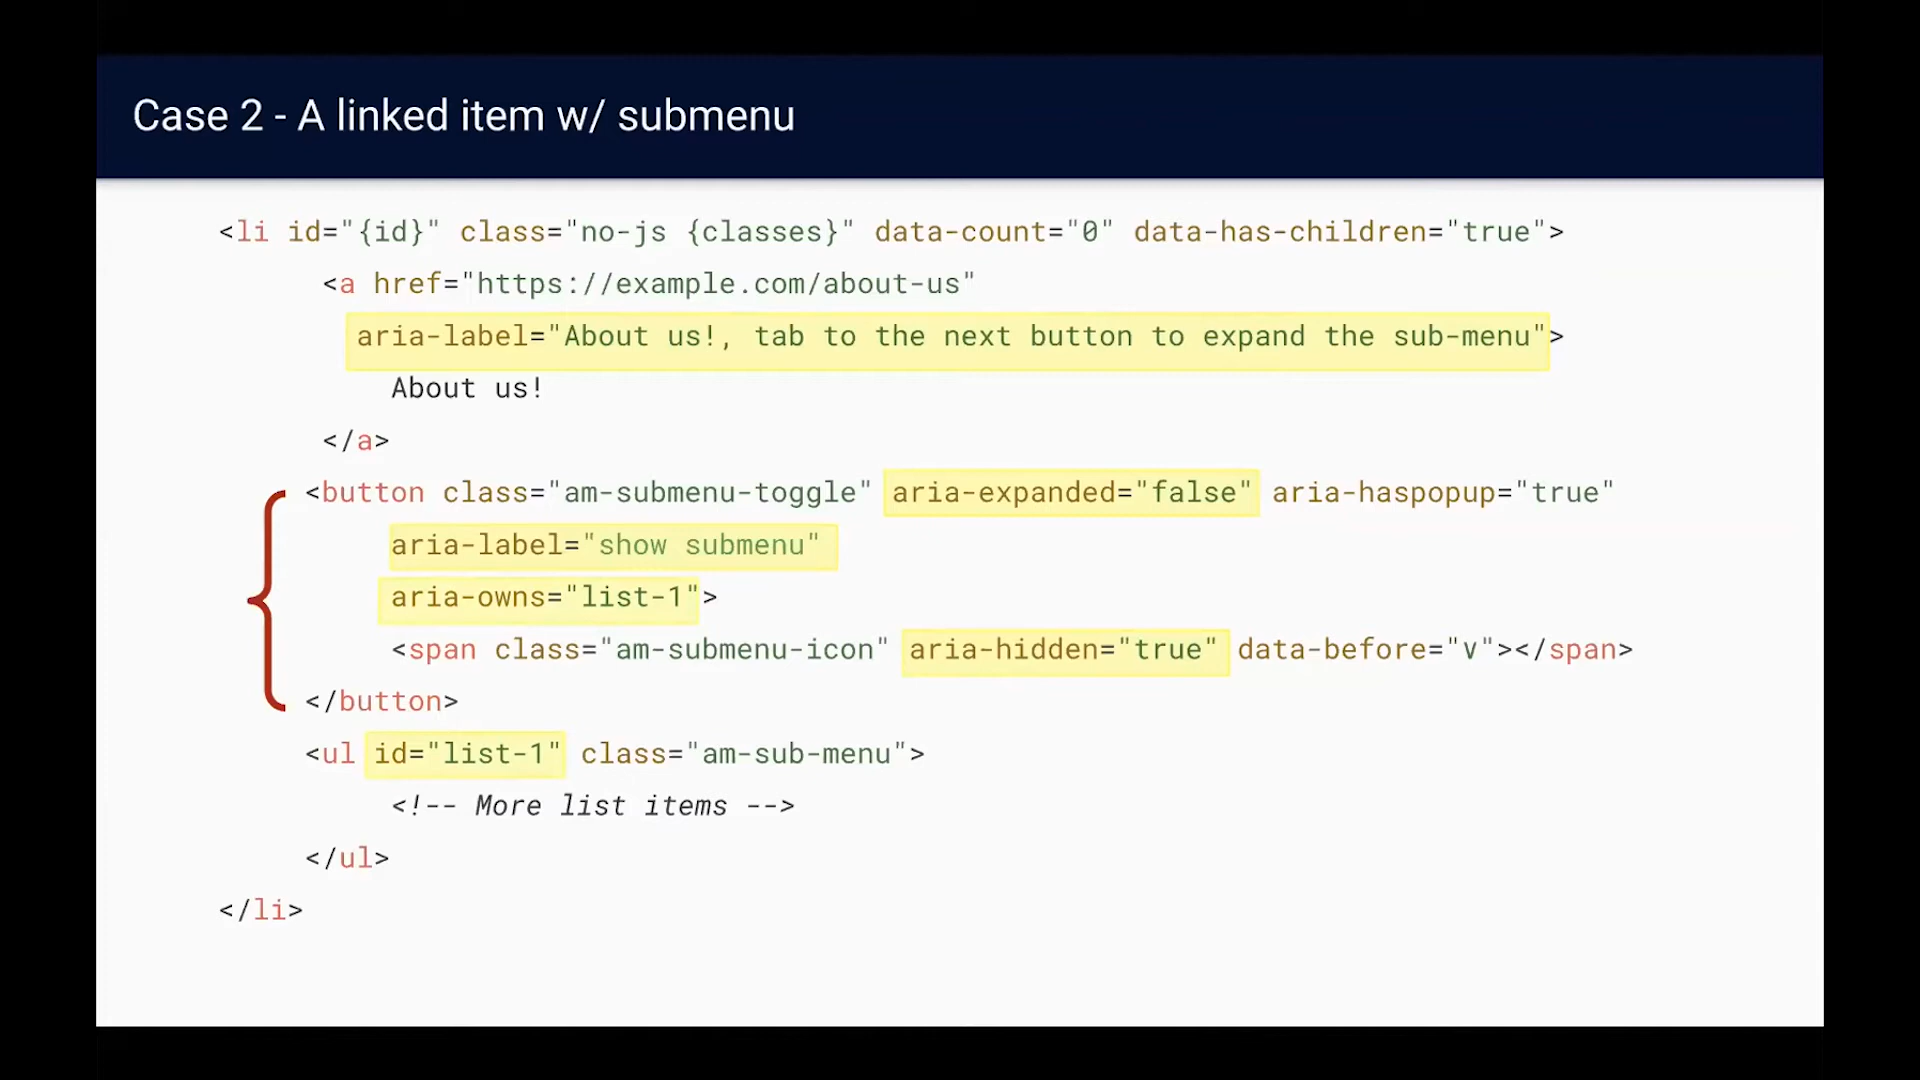 Case 2 - A linked item w/ submenu
<li id="{id}" class="no-js {classes}" data-count="0" data-has-children="true">
<a href="https://example.com/about-us"
aria-label="About us!, tab to the next button to expand the sub-menu">
About us!
</a>
<button class="am-submenu-toggle" aria-expanded="false" aria-haspopup="true"
aria-label="show submenu"
aria-owns="list-1">
<span class="am-submenu-icon" aria-hidden="true" data-before="∨"></span>
</button>
<ul id="list-1" class="am-sub-menu">
<!-- More list items -->
</ul>
</li>